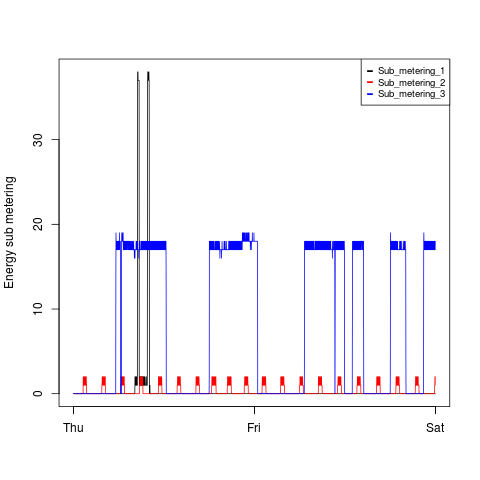 Sub_metering_1
Sub_metering_2
Sub_metering_3
Energy sub metering
30
20
10
0
Thu Fri Sat